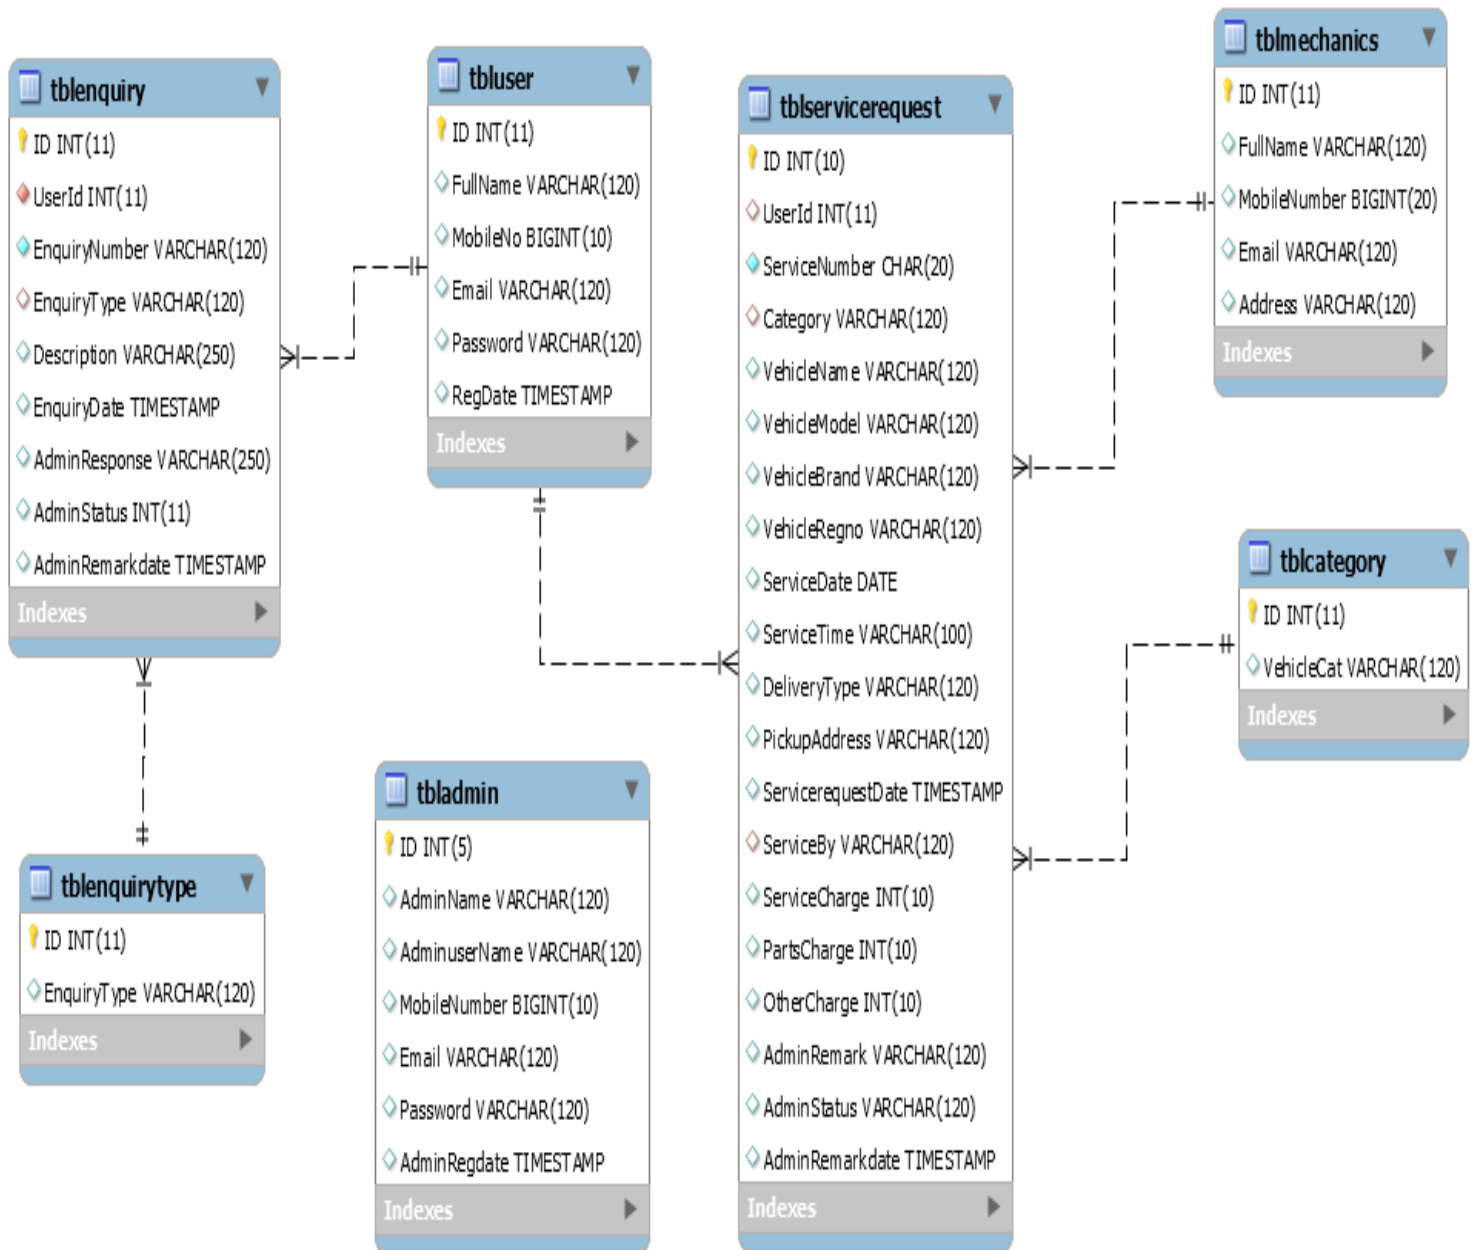 tblenquiry
ID INT(11)
UserId INT(11)
EnquiryNumber VARCHAR(120)
EnquiryType VARCHAR(120)
Description VARCHAR(250)
EnquiryDate TIMESTAMP
AdminResponse VARCHAR(250)
AdminStatus INT(11)
AdminRemarkdate TIMESTAMP
Indexes
tblenquirytype
ID INT(11)
EnquiryType VARCHAR(120)
Indexes
tbluser
ID INT(11)
FullName VARCHAR(120)
MobileNo BIGINT(10)
Email VARCHAR(120)
Password VARCHAR(120)
RegDate TIMESTAMP
Indexes
tbladmin
ID INT(5)
AdminName VARCHAR(120)
AdminuserName VARCHAR(120)
MobileNumber BIGINT(10)
Email VARCHAR(120)
Password VARCHAR(120)
AdminRegdate TIMESTAMP
Indexes
tblservicerequest
ID INT(10)
UserId INT(11)
ServiceNumber CHAR(20)
Category VARCHAR(120)
VehicleName VARCHAR(120)
VehicleModel VARCHAR(120)
VehicleBrand VARCHAR(120)
VehicleRegno VARCHAR(120)
ServiceDate DATE
ServiceTime VARCHAR(100)
DeliveryType VARCHAR(120)
PickupAddress VARCHAR(120)
ServicerequestDate TIMESTAMP
ServiceBy VARCHAR(120)
ServiceCharge INT(10)
PartsCharge INT(10)
OtherCharge INT(10)
AdminRemark VARCHAR(120)
AdminStatus VARCHAR(120)
AdminRemarkdate TIMESTAMP
Indexes
tblmechanics
ID INT(11)
FullName VARCHAR(120)
MobileNumber BIGINT(20)
Email VARCHAR(120)
Address VARCHAR(120)
Indexes
tblcategory
ID INT(11)
VehicleCat VARCHAR(120)
Indexes